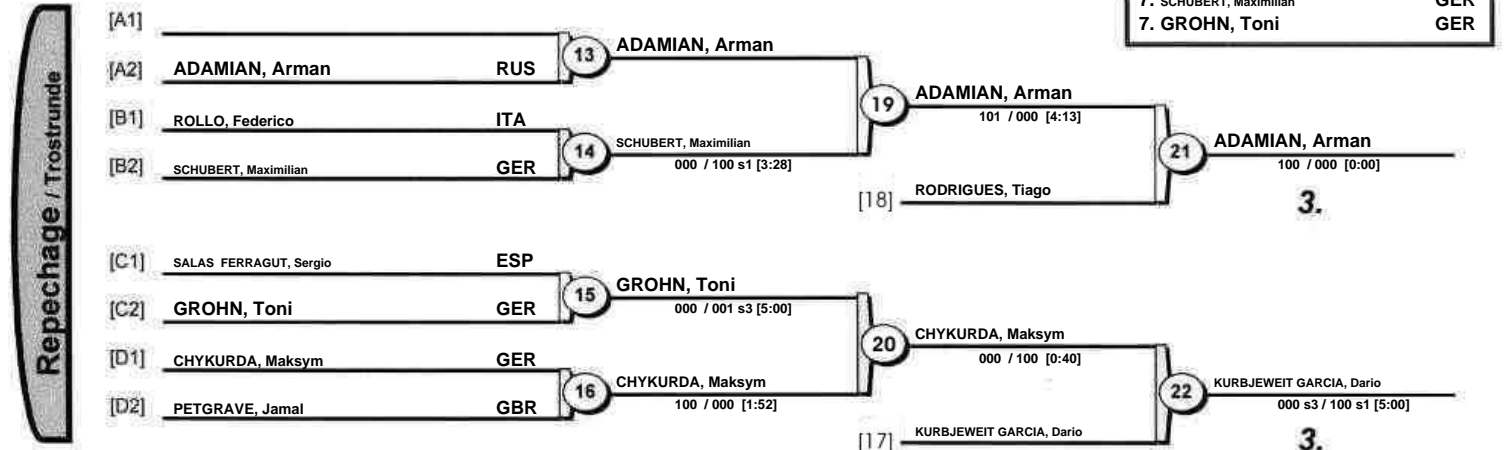 7. SCHUBERT, Maximilian GER
7. GROHN, Toni GER
Repechage / Trostrunde
[A1]
13 ADAMIAN, Arman
[A2] ADAMIAN, Arman RUS
19 ADAMIAN, Arman
101 / 000 [4:13]
[B1] ROLLO, Federico ITA
14 SCHUBERT, Maximilian
000 / 100 s1 [3:28]
[B2] SCHUBERT, Maximilian GER
21 ADAMIAN, Arman
100 / 000 [0:00]
[18] RODRIGUES, Tiago
3.
[C1] SALAS FERRAGUT, Sergio ESP
15 GROHN, Toni
000 / 001 s3 [5:00]
[C2] GROHN, Toni GER
20 CHYKURDA, Maksym
000 / 100 [0:40]
[D1] CHYKURDA, Maksym GER
16 CHYKURDA, Maksym
100 / 000 [1:52]
[D2] PETGRAVE, Jamal GBR
22 KURBJEWEIT GARCIA, Dario
000 s3 / 100 s1 [5:00]
[17] KURBJEWEIT GARCIA, Dario
3.